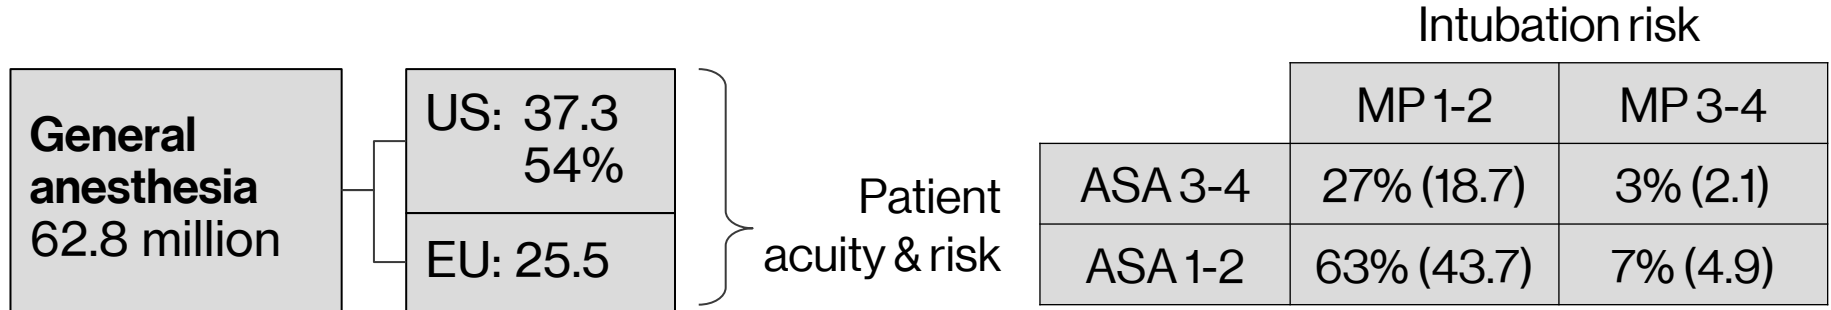 General
anesthesia
62.8 million
US: 37.3
54%
EU: 25.5
Patient
acuity & risk
Intubation risk
MP 1-2 MP 3-4
ASA 3-4 27% (18.7) 3% (2.1)
ASA 1-2 63% (43.7) 7% (4.9)